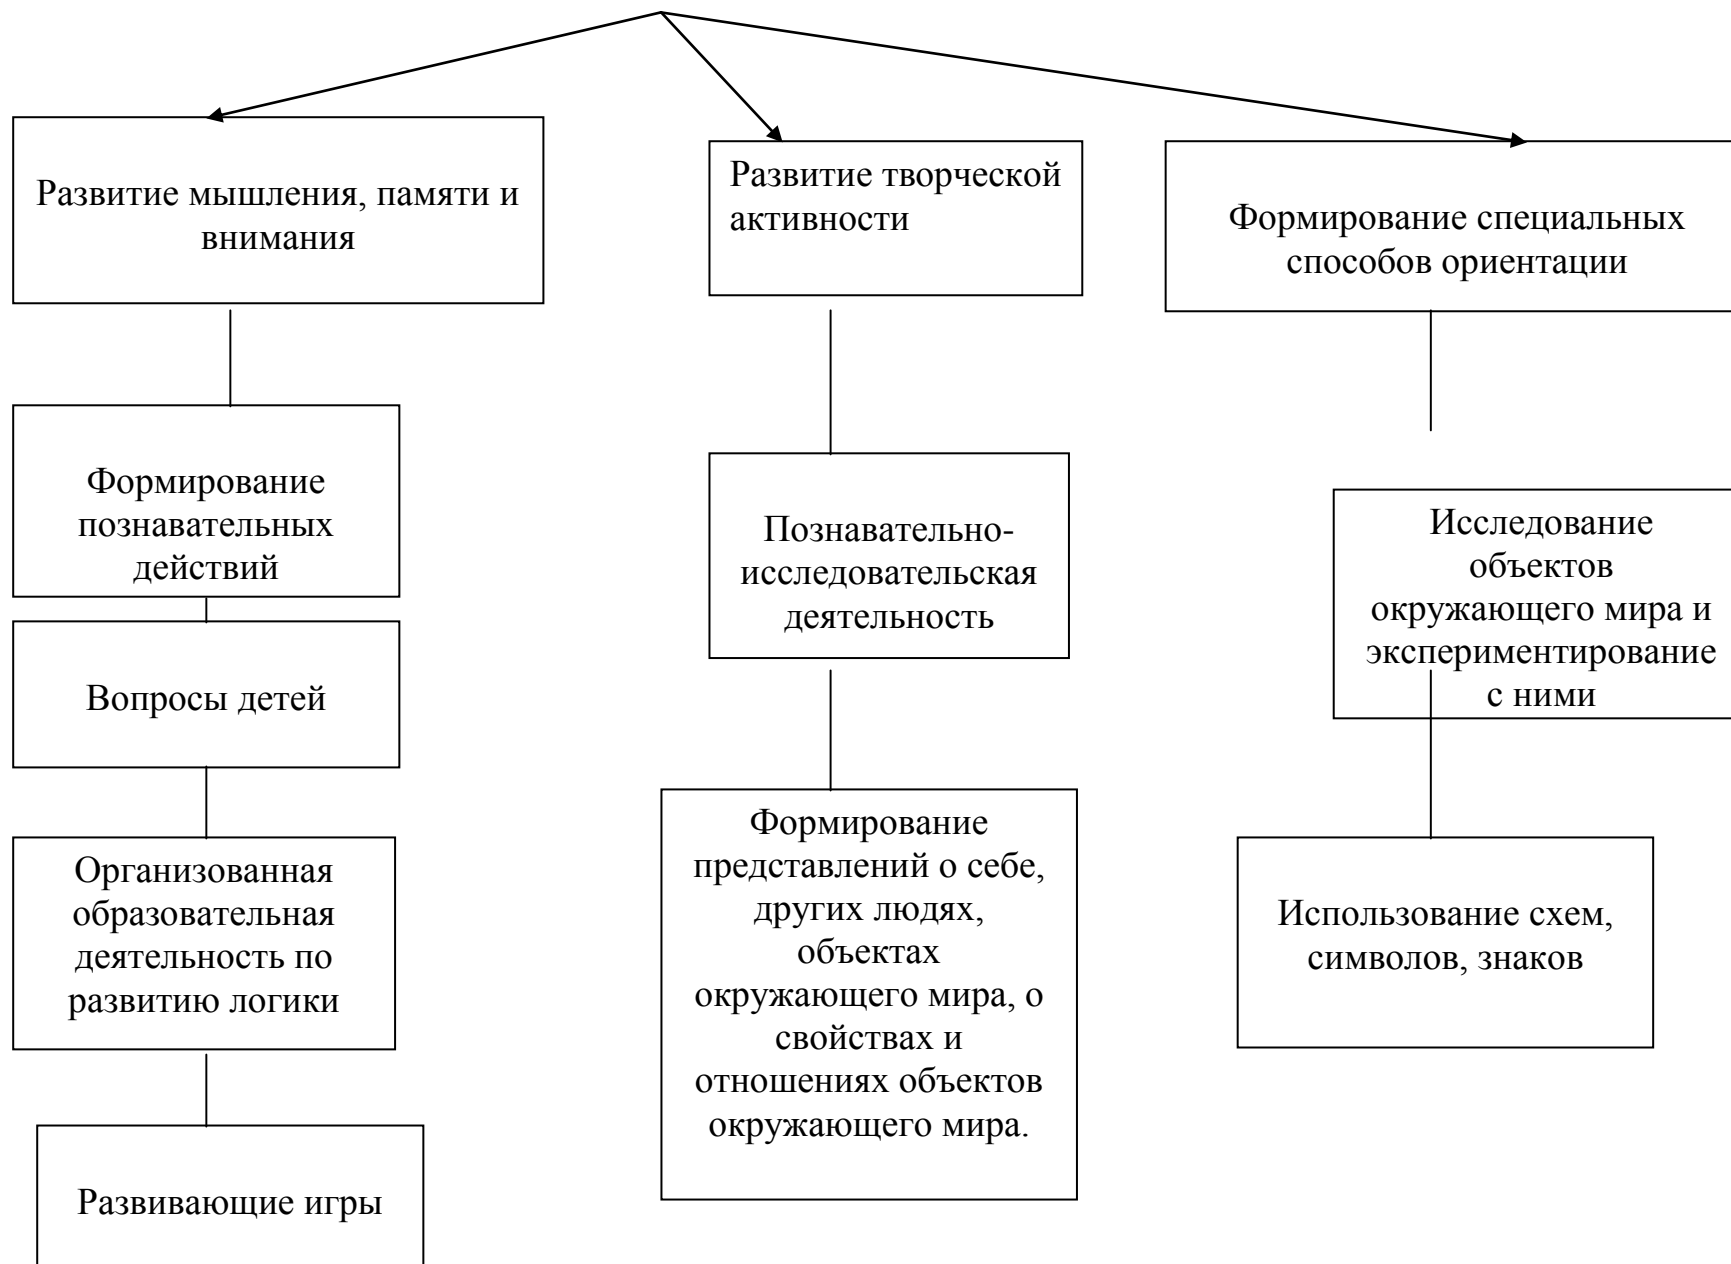 Развитие мышления, памяти и
внимания
Развитие творческой
активности
Формирование специальных
способов ориентации
Формирование
познавательных
действий
Познавательно-
исследовательская
деятельность
Исследование
объектов
окружающего мира и
экспериментирование
с ними
Вопросы детей
Организованная
образовательная
деятельность по
развитию логики
Формирование
представлений о себе,
других людях,
объектах
окружающего мира, о
свойствах и
отношениях объектов
окружающего мира.
Использование схем,
символов, знаков
Развивающие игры